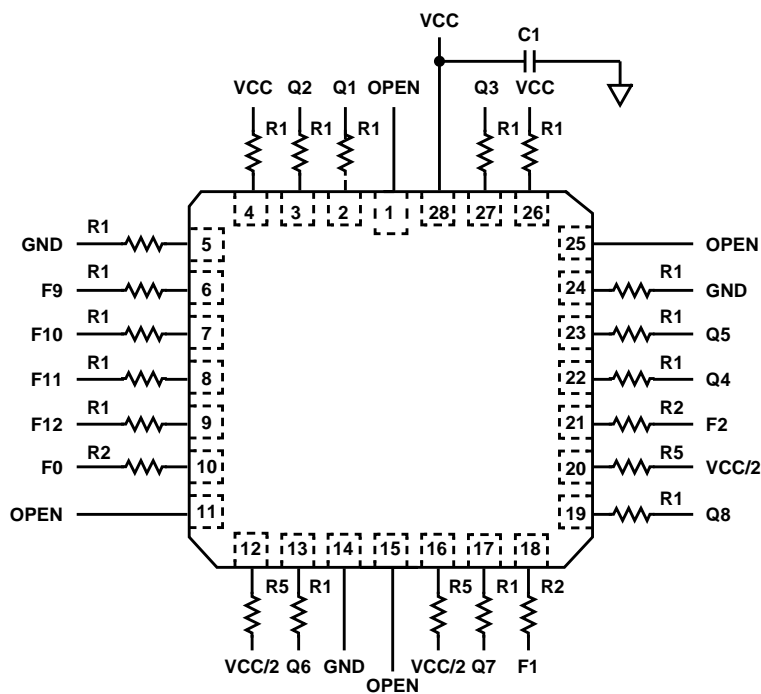 VCC
C1
VCC Q2 Q1 OPEN Q3 VCC
R1 R1 R1 R1 R1
4 3 2 1 28 27 26
R1
GND 5 25 OPEN
R1 R1
F9 6 24 GND
R1 R1
F10 7 23 Q5
R1 R1
F11 8 22 Q4
R1 R2
F12 9 21 F2
R2 R5
F0 10 20 VCC/2
R1
OPEN 11 19 Q8
12 13 14 15 16 17 18
R5 R1 R5 R1 R2
VCC/2 Q6 GND VCC/2 Q7 F1
OPEN